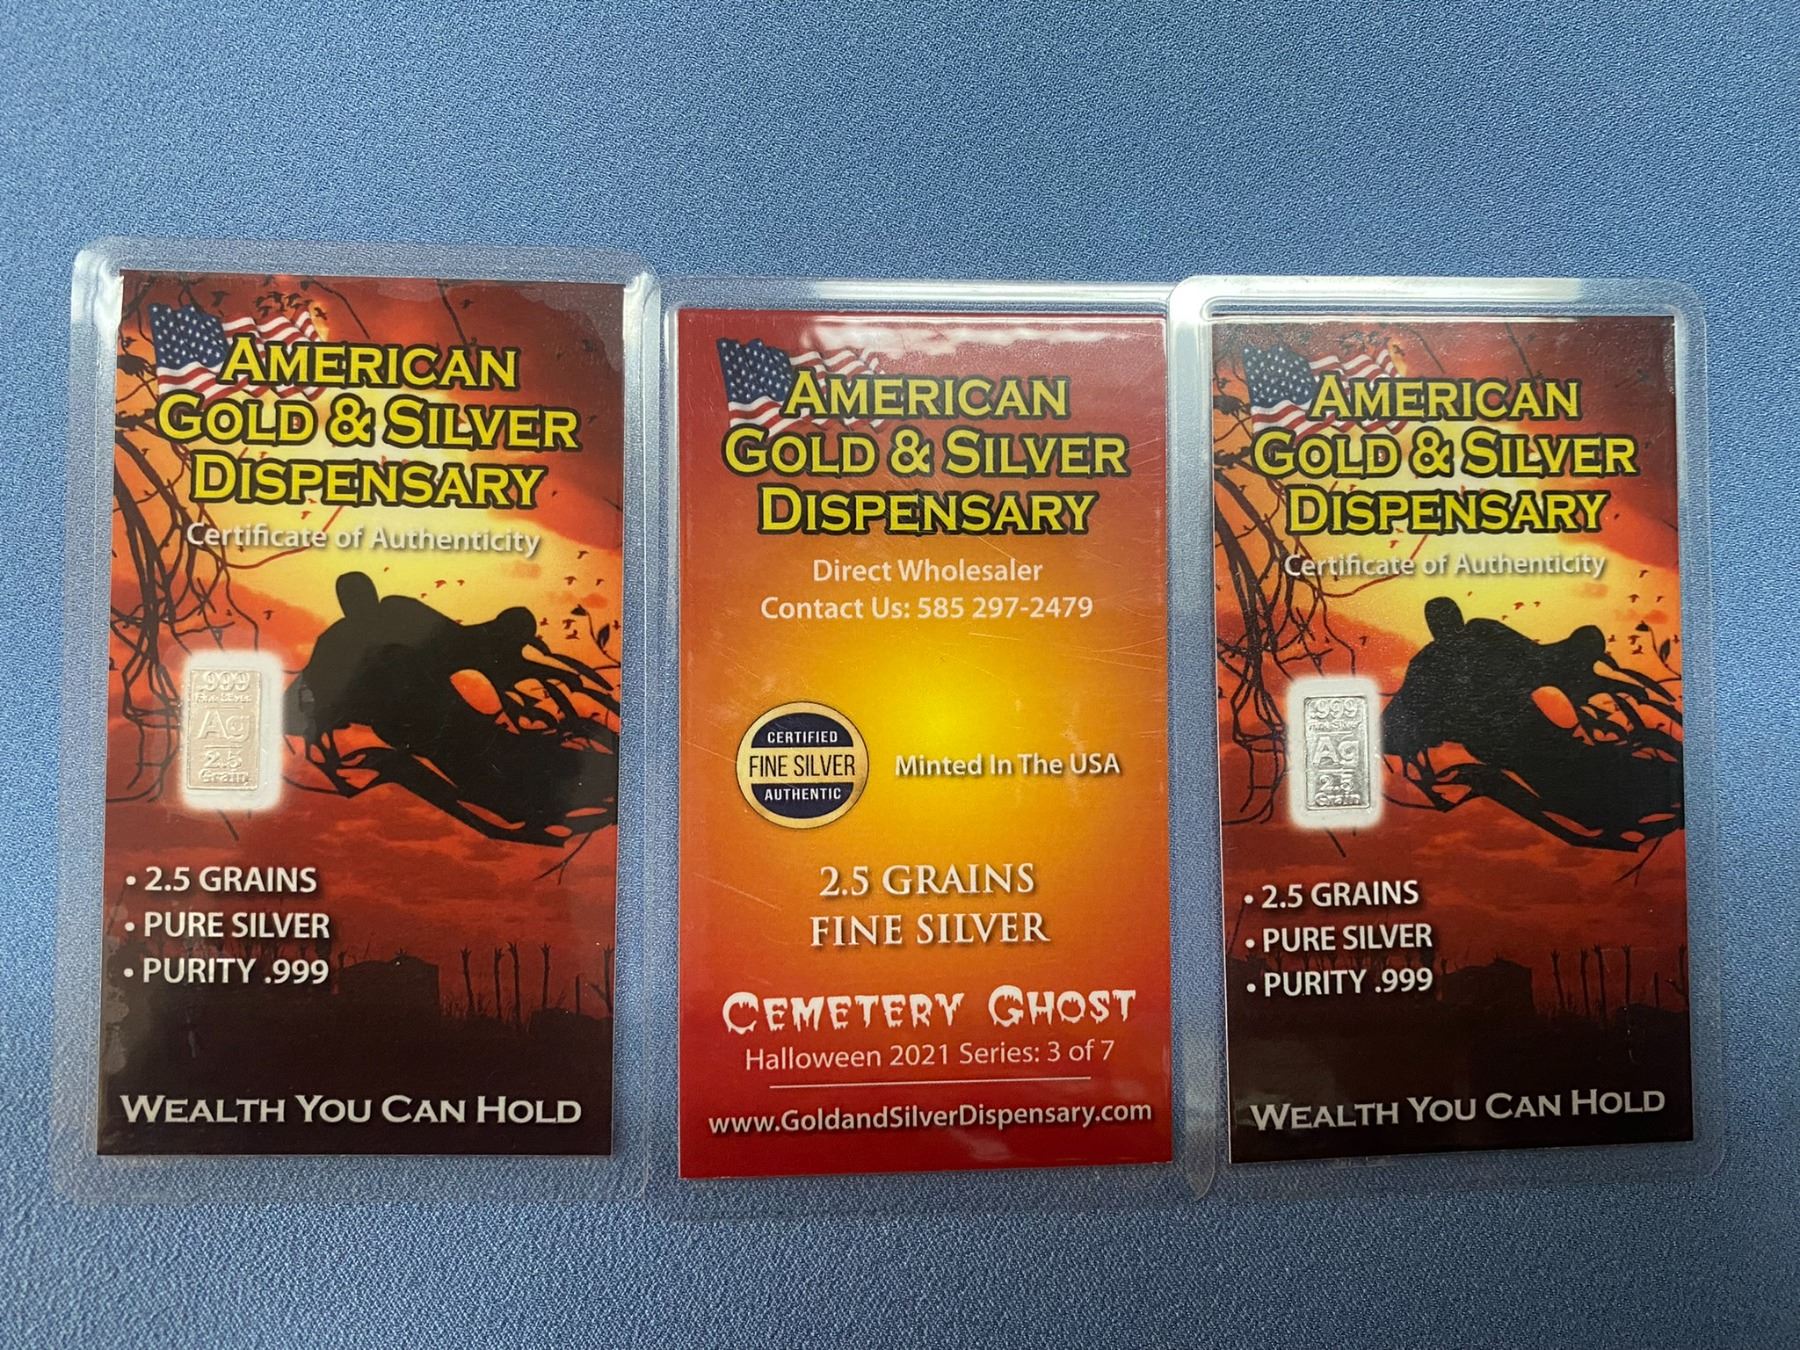 AMERICAN
GOLD & SILVER
DISPENSARY
Certificate of Authenticity
.999
Fine Silver
Ag
2.5
Grain
• 2.5 GRAINS
• PURE SILVER
• PURITY .999
WEALTH YOU CAN HOLD
AMERICAN
GOLD & SILVER
DISPENSARY
Direct Wholesaler
Contact Us: 585 297-2479
CERTIFIED
FINE SILVER
AUTHENTIC
Minted In The USA
2.5 GRAINS
FINE SILVER
CEMETERY GHOST
Halloween 2021 Series: 3 of 7
www.GoldandSilverDispensary.com
AMERICAN
GOLD & SILVER
DISPENSARY
Certificate of Authenticity
.999
Fine Silver
Ag
2.5
Grain
• 2.5 GRAINS
• PURE SILVER
• PURITY .999
WEALTH YOU CAN HOLD